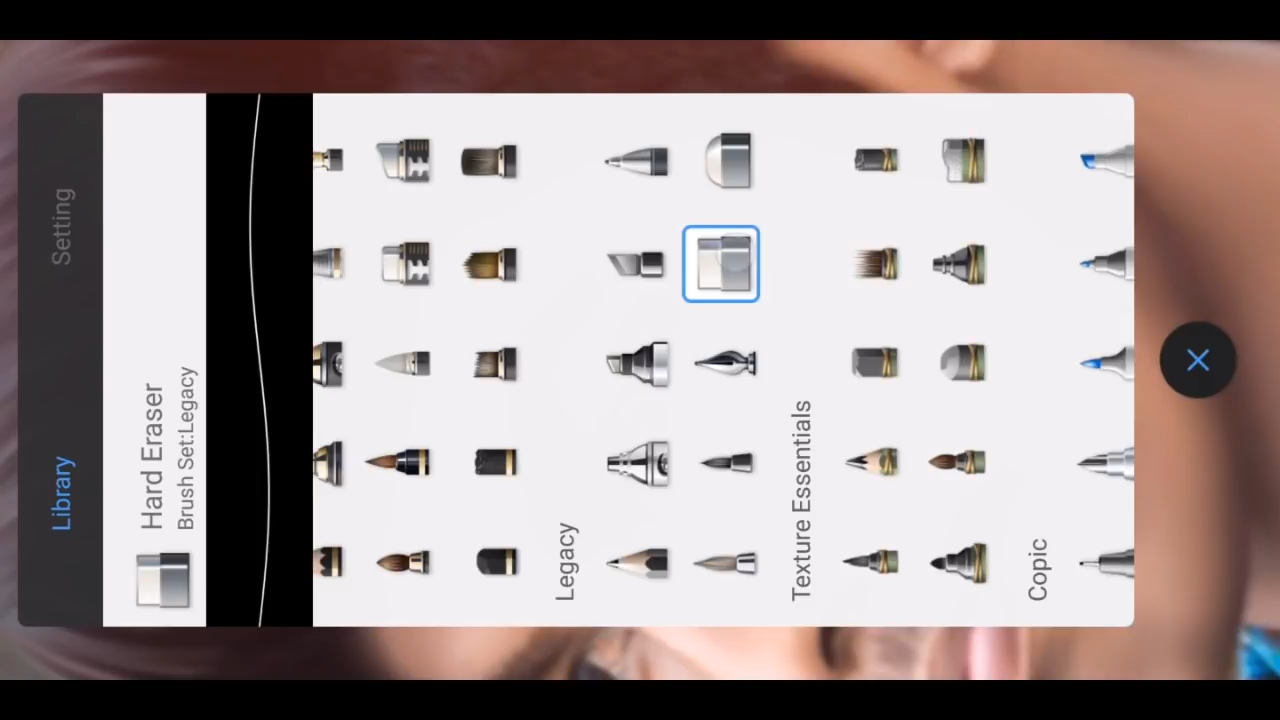 Library
Setting
Hard Eraser
Brush Set:Legacy
Legacy
Texture Essentials
Copic